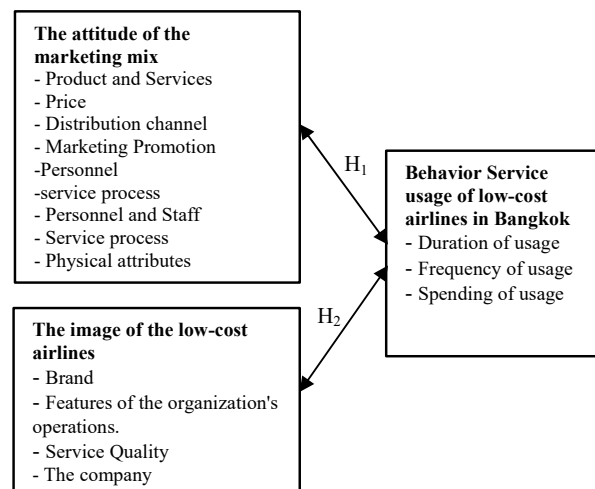 The attitude of the
marketing mix
- Product and Services
- Price
- Distribution channel
- Marketing Promotion
-Personnel
-service process
- Personnel and Staff
- Service process
- Physical attributes
H₁
Behavior Service
usage of low-cost
airlines in Bangkok
- Duration of usage
- Frequency of usage
- Spending of usage
H₂
The image of the low-cost
airlines
- Brand
- Features of the organization's
operations.
- Service Quality
- The company